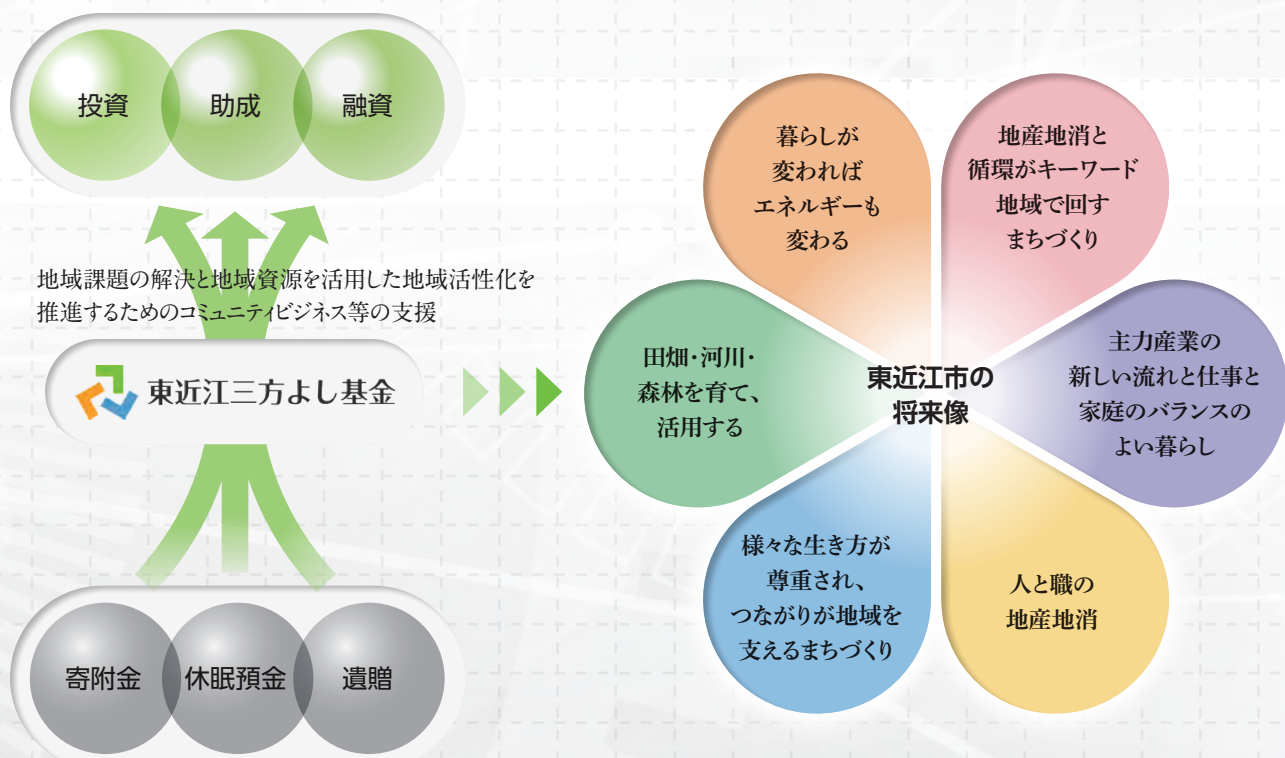 投資
助成
融資
地域課題の解決と地域資源を活用した地域活性化を
推進するためのコミュニティビジネス等の支援
東近江三方よし基金
寄附金
休眠預金
遺贈
暮らしが
変われば
エネルギーも
変わる
地産地消と
循環がキーワード
地域で回す
まちづくり
田畑・河川・
森林を育て、
活用する
東近江市の
将来像
主力産業の
新しい流れと仕事と
家庭のバランスの
よい暮らし
様々な生き方が
尊重され、
つながりが地域を
支えるまちづくり
人と職の
地産地消